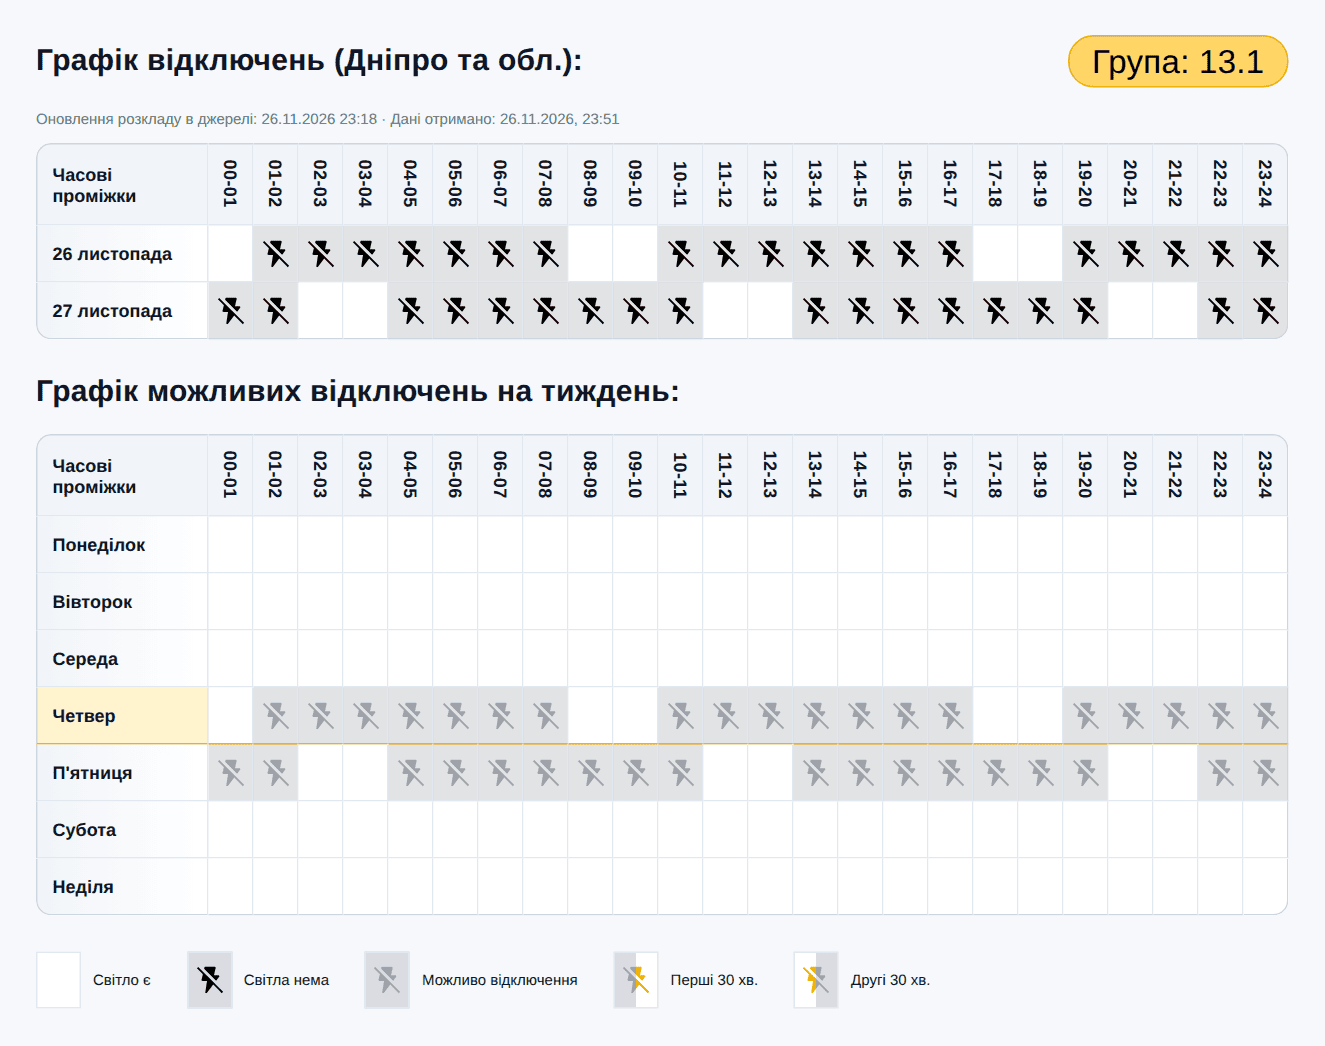 Графік відключень (Дніпро та обл.):
Група: 13.1
Оновлення розкладу в джерелі: 26.11.2026 23:18 · Дані отримано: 26.11.2026, 23:51
Часові проміжки 00-01 01-02 02-03 03-04 04-05 05-06 06-07 07-08 08-09 09-10 10-11 11-12 12-13 13-14 14-15 15-16 16-17 17-18 18-19 19-20 20-21 21-22 22-23 23-24
26 листопада
27 листопада
Графік можливих відключень на тиждень:
Часові проміжки 00-01 01-02 02-03 03-04 04-05 05-06 06-07 07-08 08-09 09-10 10-11 11-12 12-13 13-14 14-15 15-16 16-17 17-18 18-19 19-20 20-21 21-22 22-23 23-24
Понеділок
Вівторок
Середа
Четвер
П'ятниця
Субота
Неділя
Світло є
Світла нема
Можливо відключення
Перші 30 хв.
Другі 30 хв.